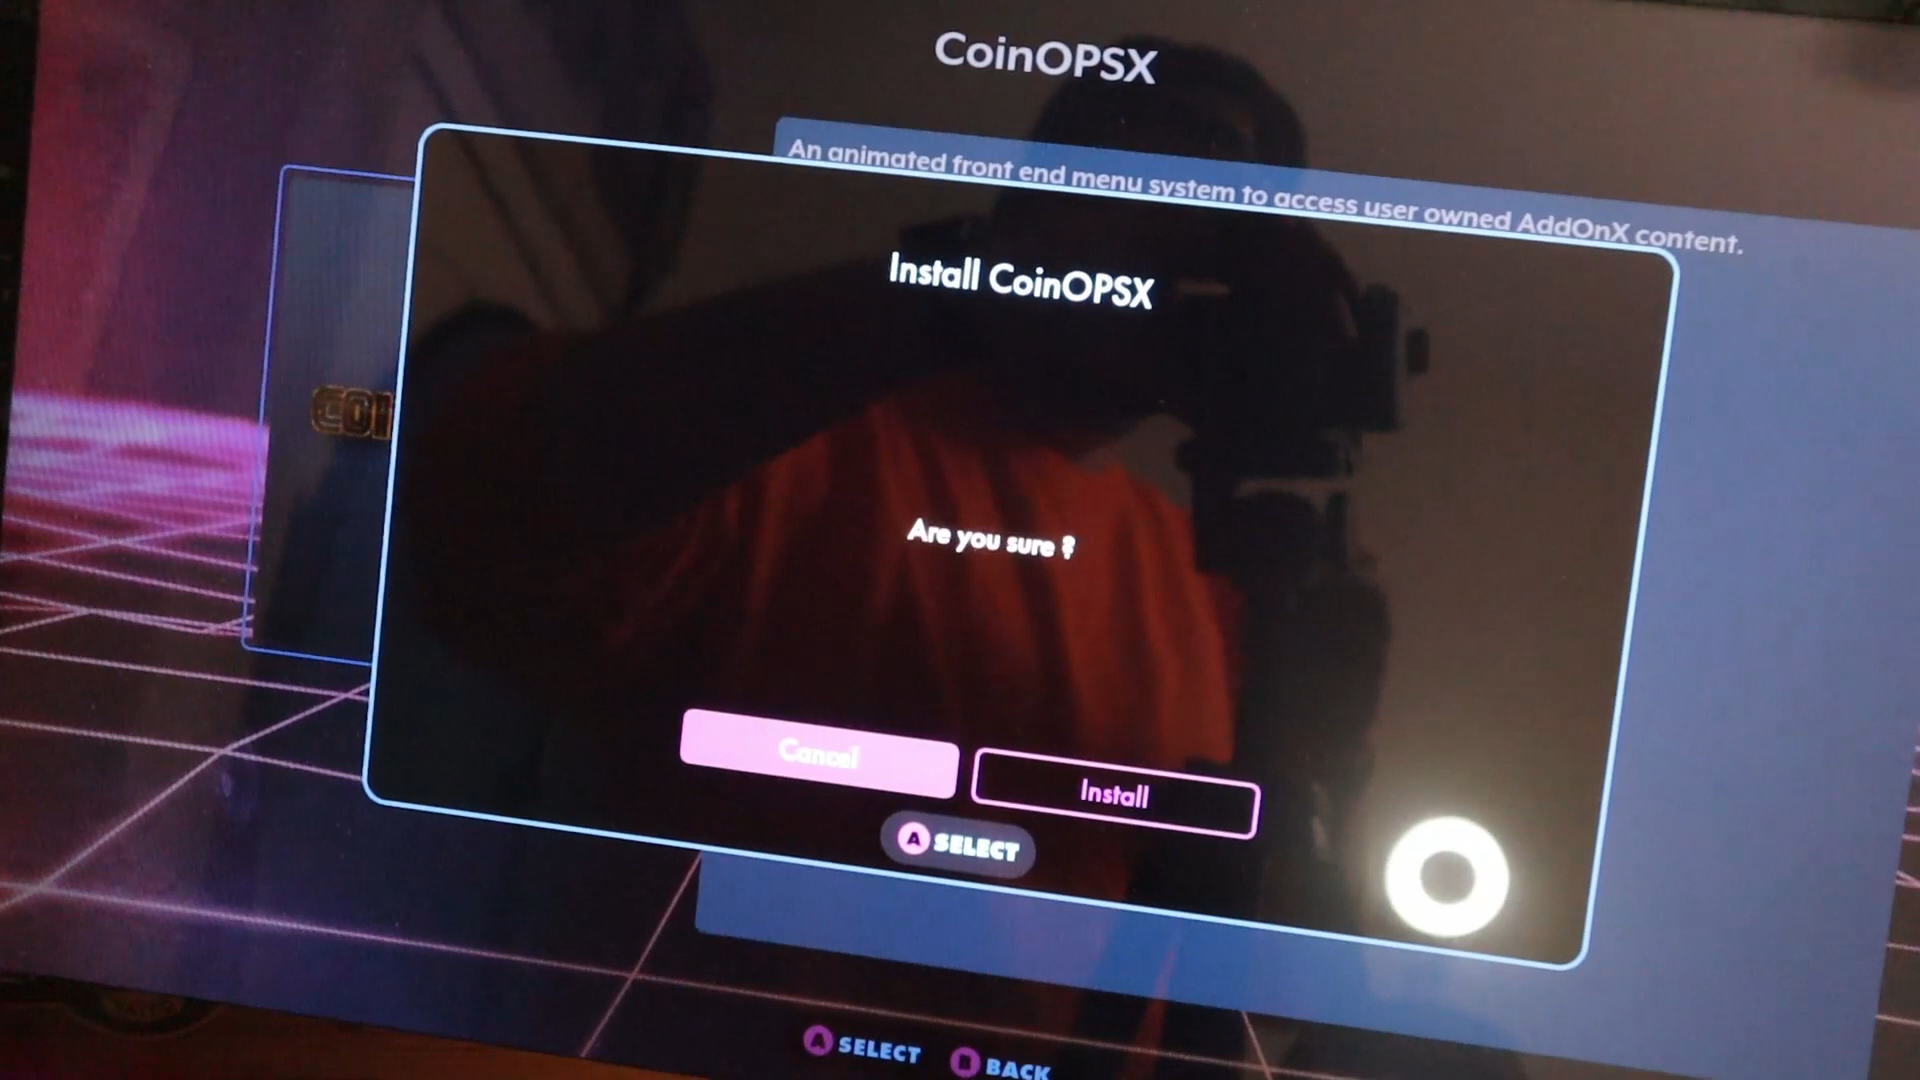 CoinOPSX
An animated front end menu system to access user owned AddOnX content.
Install CoinOPSX
COI
Are you sure ?
Cancel
Install
A SELECT
A SELECT B BACK